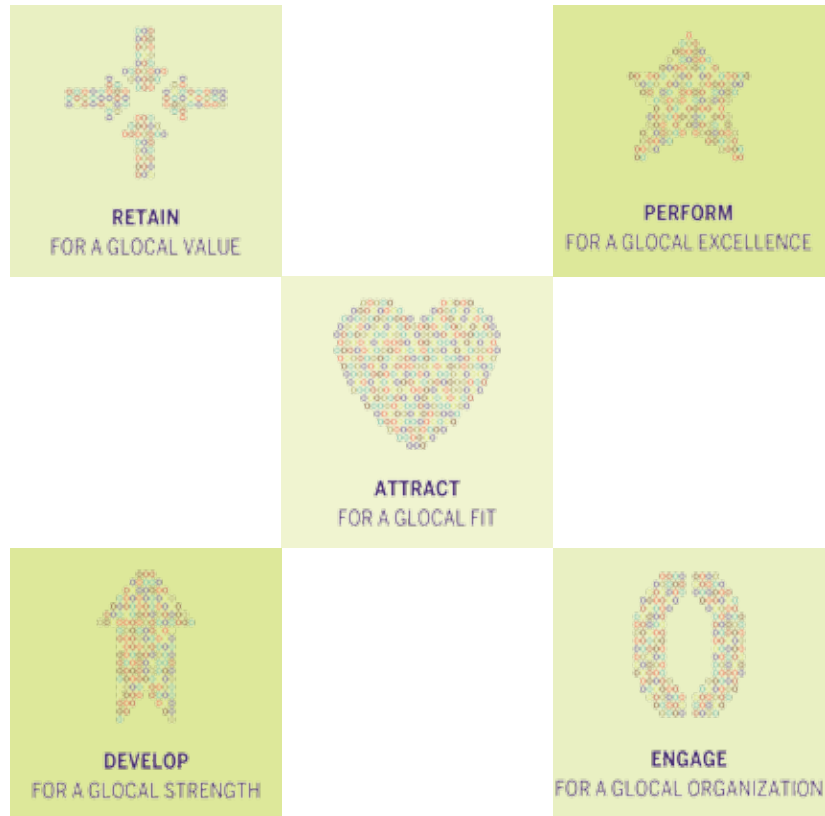 RETAIN
FOR A GLOCAL VALUE
PERFORM
FOR A GLOCAL EXCELLENCE
ATTRACT
FOR A GLOCAL FIT
DEVELOP
FOR A GLOCAL STRENGTH
ENGAGE
FOR A GLOCAL ORGANIZATION